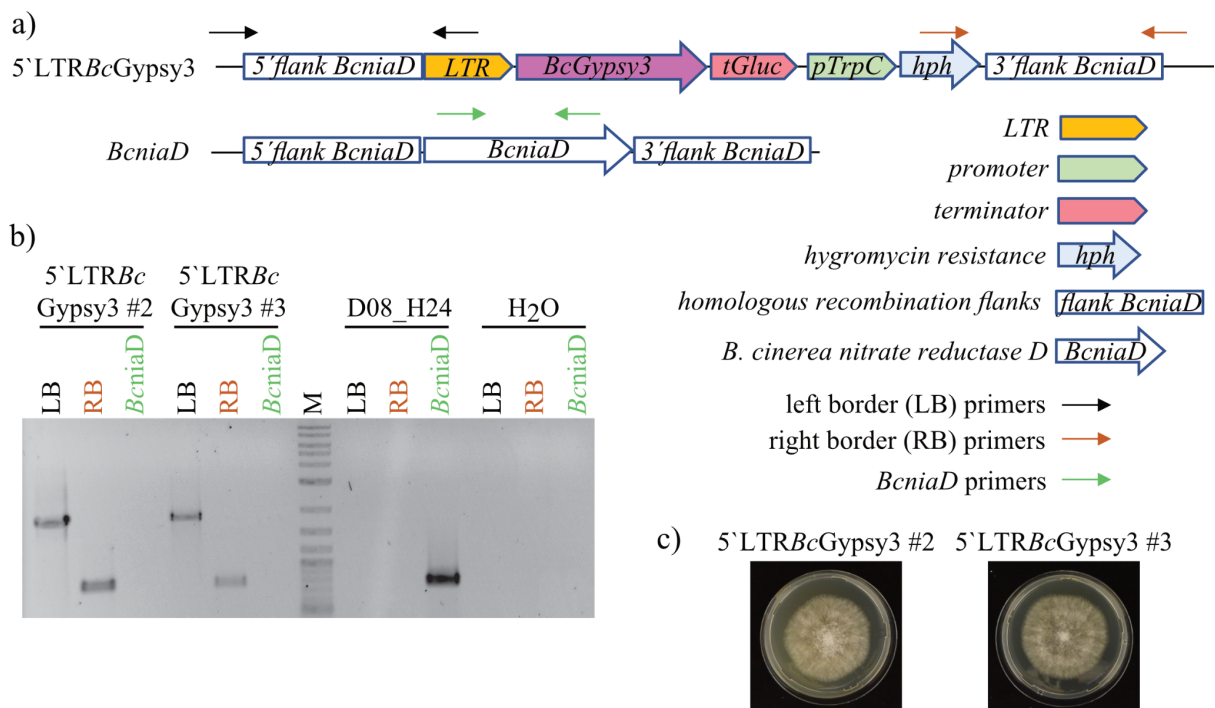 a)
5`LTRBcGypsy3
5´flank BcniaD LTR BcGypsy3 tGluc pTrpC hph 3´flank BcniaD
BcniaD
5´flank BcniaD BcniaD 3´flank BcniaD
LTR
promoter
terminator
hygromycin resistance hph
homologous recombination flanks flank BcniaD
B. cinerea nitrate reductase D BcniaD
left border (LB) primers
right border (RB) primers
BcniaD primers
b)
5`LTRBc
Gypsy3 #2
5`LTRBc
Gypsy3 #3
D08_H24
H2O
LB
RB
BcniaD
LB
RB
BcniaD
M
LB
RB
BcniaD
LB
RB
BcniaD
c)
5`LTRBcGypsy3 #2
5`LTRBcGypsy3 #3